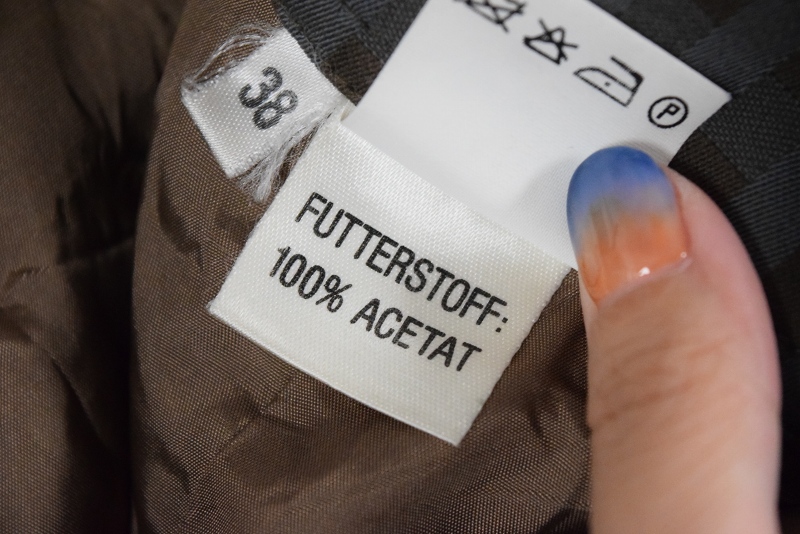 38
P
FUTTERSTOFF:
100% ACETAT